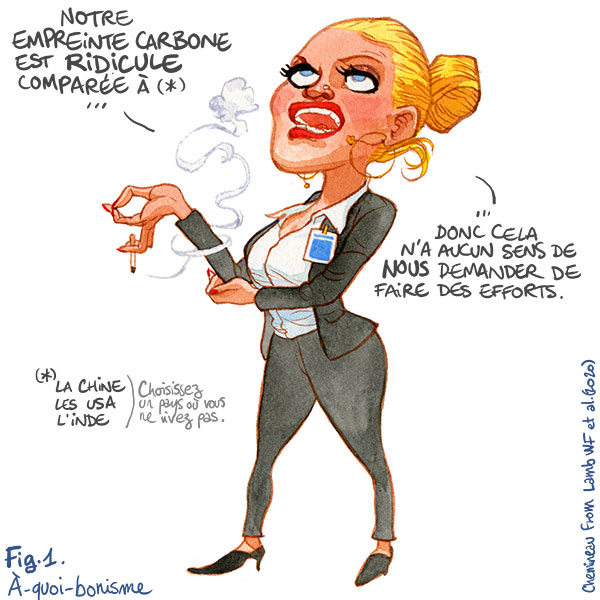 NOTRE
EMPREINTE CARBONE
EST RIDICULE
COMPARÉE À (*)
...
...
DONC CELA
N'A AUCUN SENS DE
NOUS DEMANDER DE
FAIRE DES EFFORTS.
(*)
LA CHINE
LES USA
L'INDE
Choisissez
un pays où vous
ne vivez pas.
Fig.1.
À-quoi-bonisme
Chemineau From Lamb WF et al.(2020)